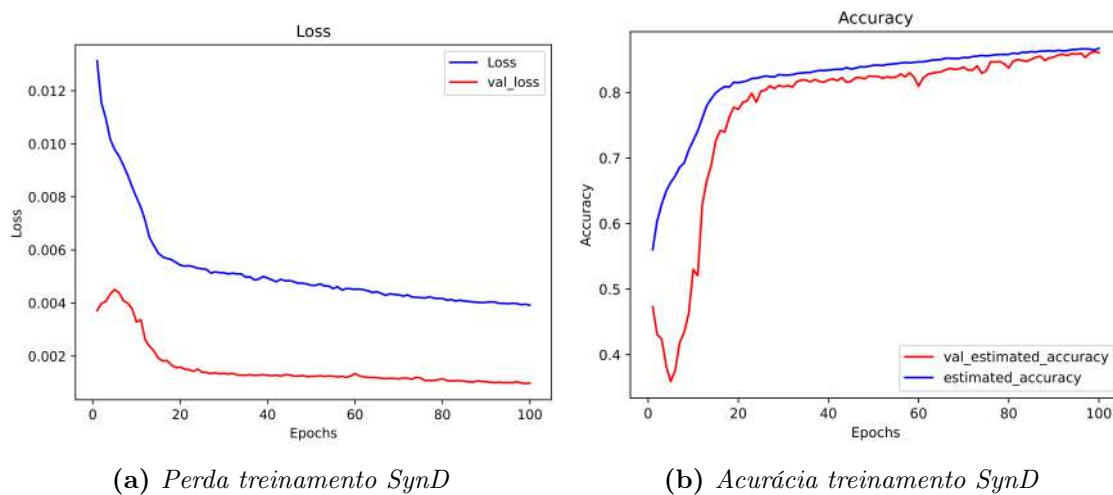 Loss
Loss
val_loss
0.012
0.010
0.008
0.006
0.004
0.002
Loss
0 20 40 60 80 100
Epochs
(a) Perda treinamento SynD
Accuracy
0.8
0.7
0.6
0.5
0.4
Accuracy
val_estimated_accuracy
estimated_accuracy
0 20 40 60 80 100
Epochs
(b) Acurácia treinamento SynD